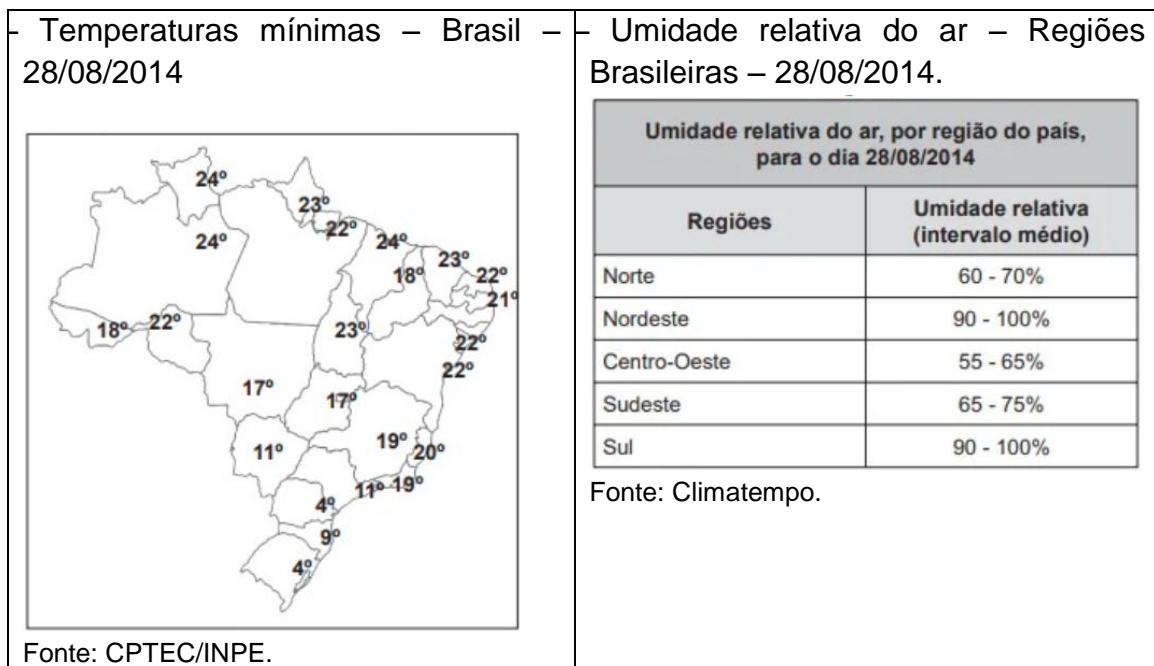 - Temperaturas mínimas – Brasil –
28/08/2014
24º
23º
24º
22º
24º
23º
18º
22º
21º
18º
22º
23º
22º
22º
17º
17º
11º
19º
20º
11º
19º
4º
9º
4º
Fonte: CPTEC/INPE.
– Umidade relativa do ar – Regiões
Brasileiras – 28/08/2014.
Umidade relativa do ar, por região do país,
para o dia 28/08/2014
Regiões
Umidade relativa
(intervalo médio)
Norte 60 - 70%
Nordeste 90 - 100%
Centro-Oeste 55 - 65%
Sudeste 65 - 75%
Sul 90 - 100%
Fonte: Climatempo.